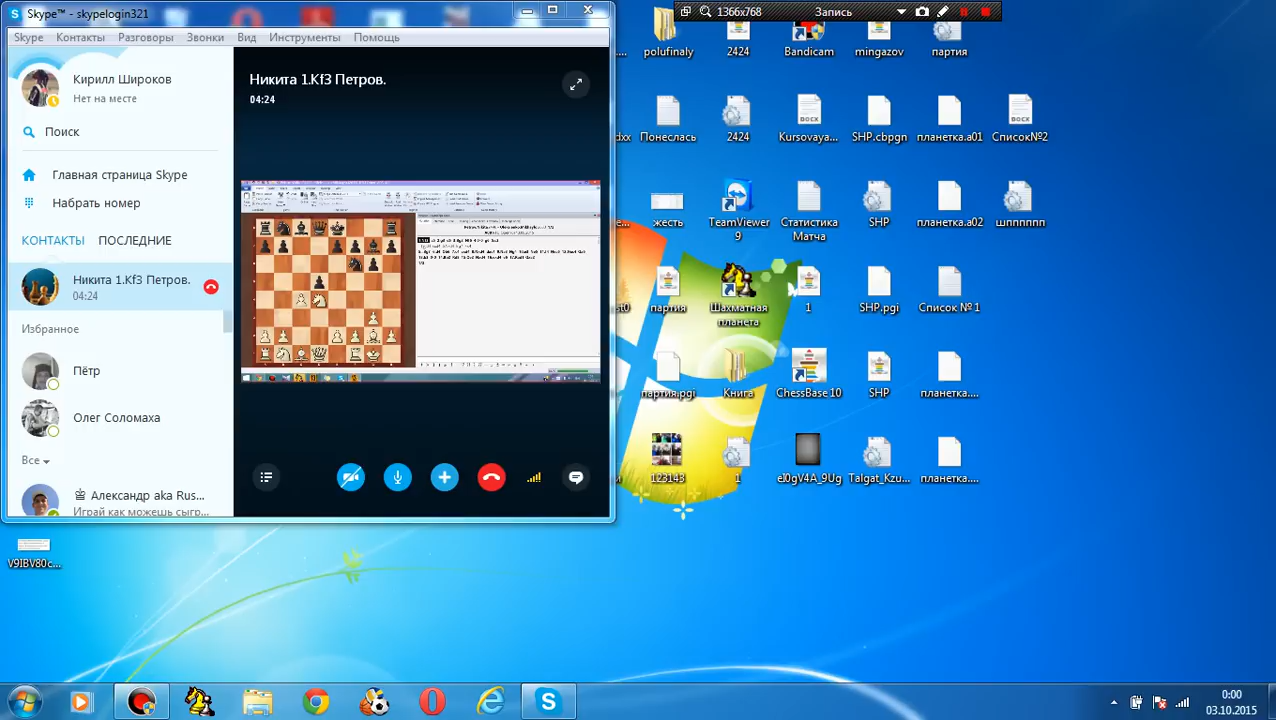 Skype™ - skypelogin321
1366x768
Запись
Skype Контакты Разговоры Звонки Вид Инструменты Помощь
Кирилл Широков
Нет на месте
Поиск
Главная страница Skype
Набрать номер
КОНТАКТЫ ПОСЛЕДНИЕ
Никита 1.Kf3 Петров.
04:24
Избранное
Пётр
Олег Соломаха
Все
Александр aka Rus...
Играй как можешь сыгр...
Никита 1.Kf3 Петров.
04:24
polufinaly
2424
Bandicam
mingazov
партия
Понеслась
2424
Kursovaya...
SHP.cbpgn
планетка.a01
Список№2
жесть
TeamViewer 9
Статистика Матча
SHP
планетка.a02
шппппппп
партия
Шахматная планета
1
SHP.pgi
Список № 1
партия.pgi
Книга
ChessBase 10
SHP
планетка....
123143
1
eI0gV4A_9Ug
Talgat_Kzu...
планетка....
V9IBV80c...
0:00
03.10.2015